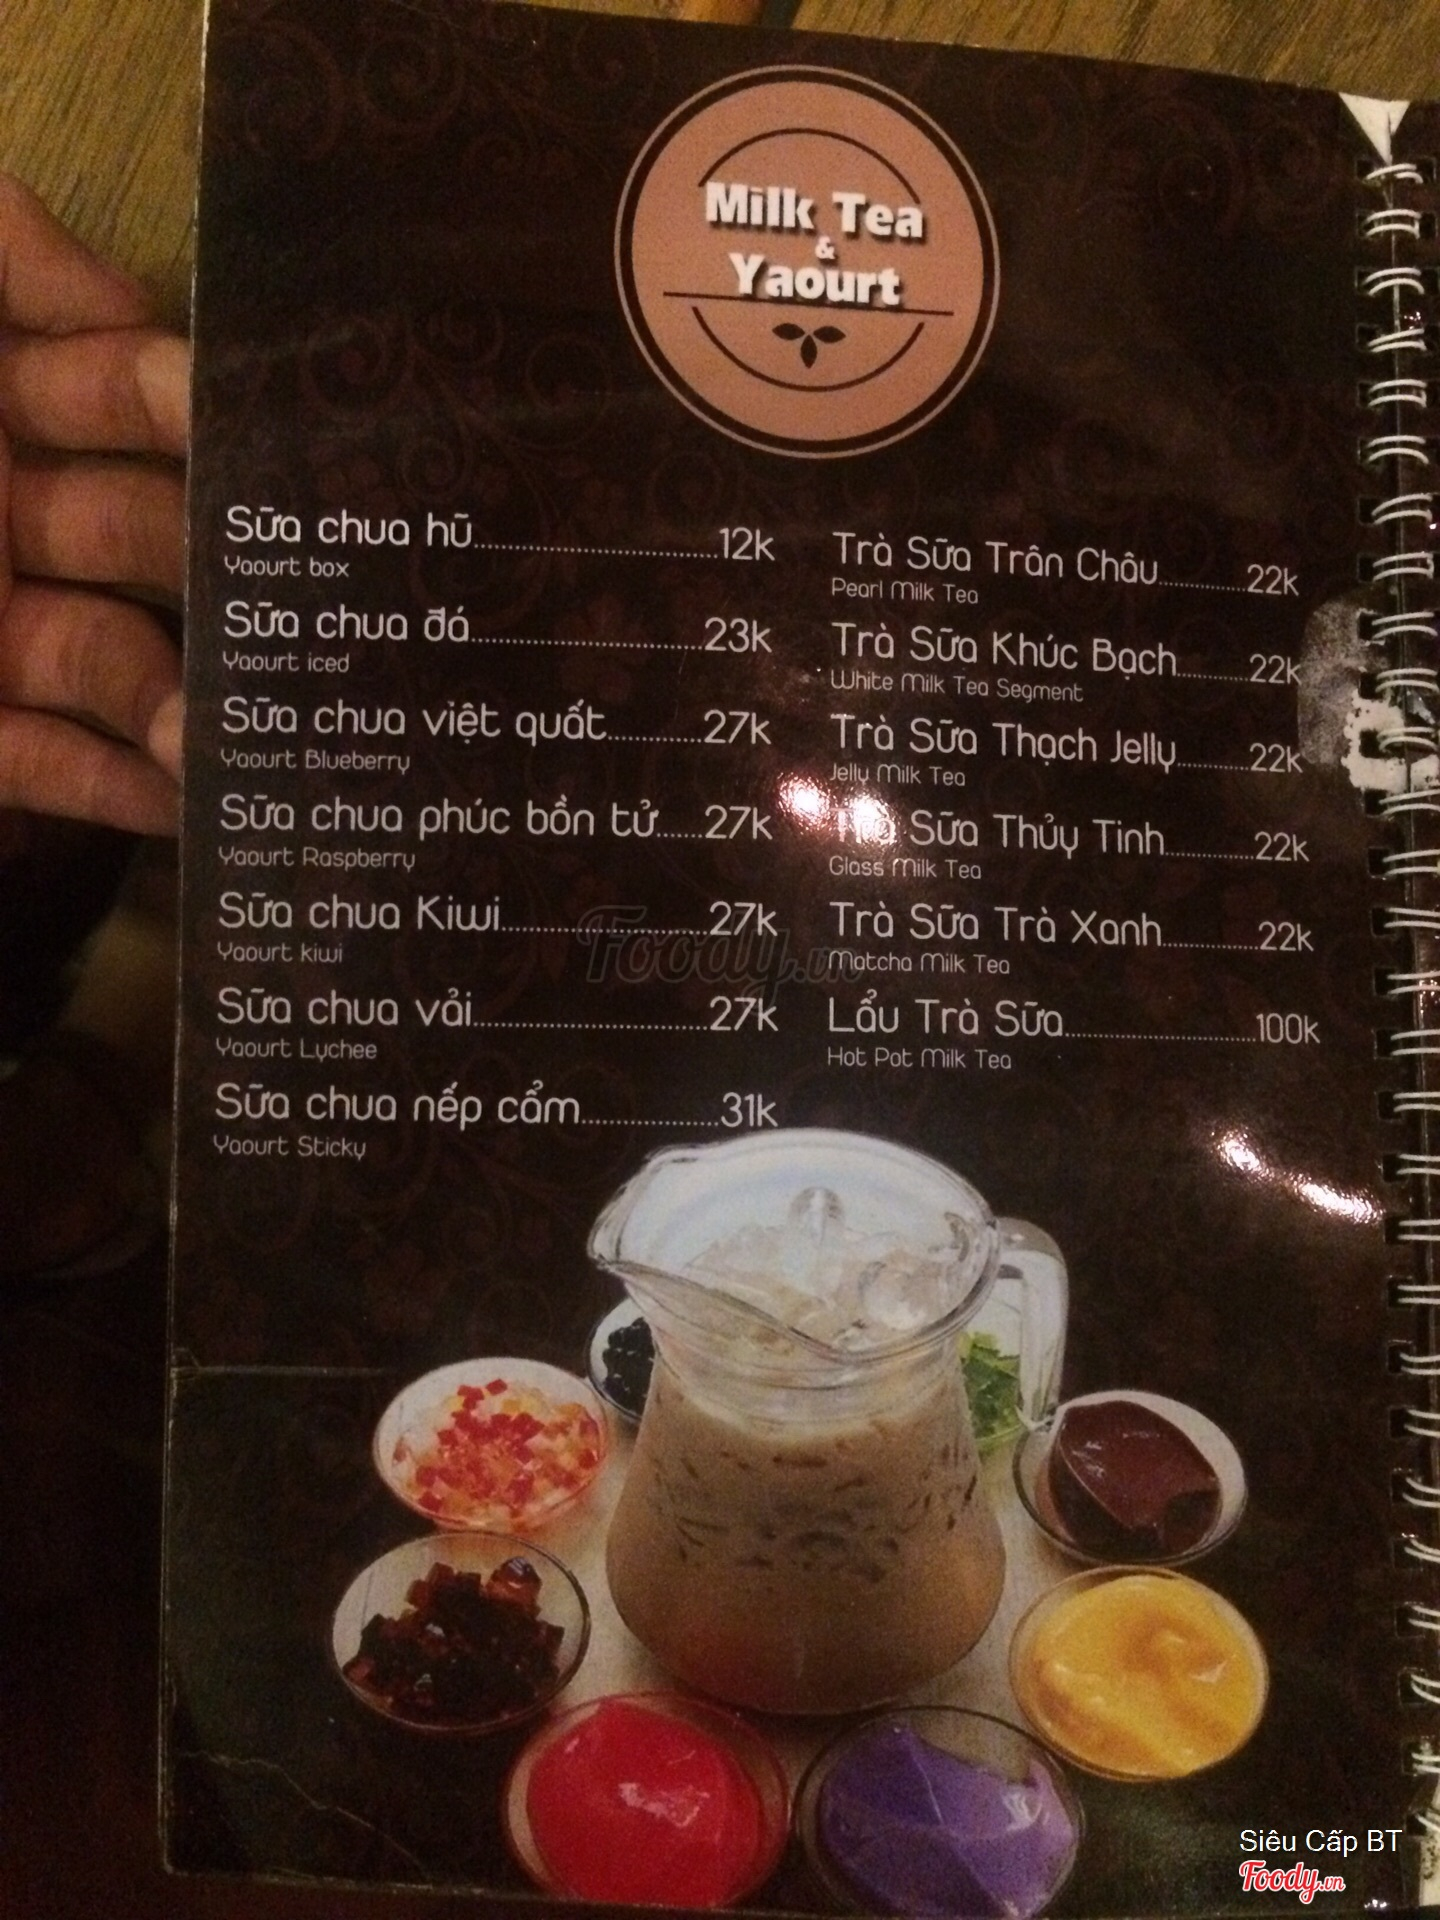 Milk Tea
&
Yaourt
Sữa chua hũ.....12k
Yaourt box
Sữa chua đá.....23k
Yaourt iced
Sữa chua việt quất.....27k
Yaourt Blueberry
Sữa chua phúc bồn tử.....27k
Yaourt Raspberry
Sữa chua Kiwi.....27k
Yaourt kiwi
Sữa chua vải.....27k
Yaourt Lychee
Sữa chua nếp cẩm.....31k
Yaourt Sticky
Trà Sữa Trân Châu.....22k
Pearl Milk Tea
Trà Sữa Khúc Bạch.....22k
White Milk Tea Segment
Trà Sữa Thạch Jelly.....22k
Jelly Milk Tea
Trà Sữa Thủy Tinh.....22k
Glass Milk Tea
Trà Sữa Trà Xanh.....22k
Matcha Milk Tea
Lẩu Trà Sữa.....100k
Hot Pot Milk Tea
Foody.vn
Siêu Cấp BT
Foody.vn